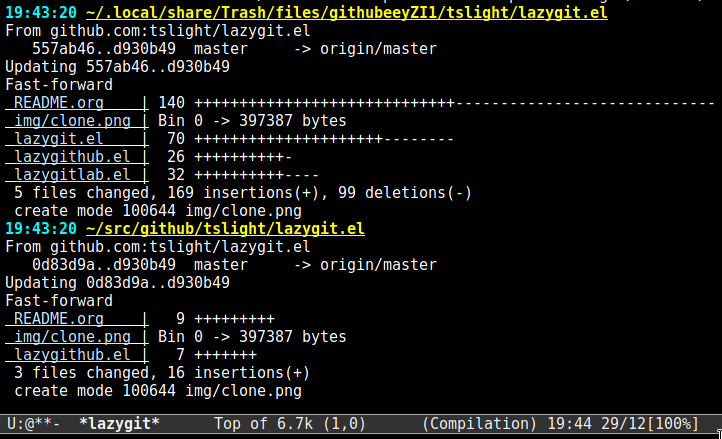 19:43:20 ~/.local/share/Trash/files/githubeeyZI1/tslight/lazygit.el
From github.com:tslight/lazygit.el
   557ab46..d930b49  master     -> origin/master
Updating 557ab46..d930b49
Fast-forward
 README.org    | 140 +++++++++++++++++++++++++++++-----------------------------
 img/clone.png | Bin 0 -> 397387 bytes
 lazygit.el    |  70 +++++++++++++++++++++--------
 lazygithub.el |  26 ++++++++++-
 lazygitlab.el |  32 ++++++++++----
 5 files changed, 169 insertions(+), 99 deletions(-)
 create mode 100644 img/clone.png
19:43:20 ~/src/github/tslight/lazygit.el
From github.com:tslight/lazygit.el
   0d83d9a..d930b49  master     -> origin/master
Updating 0d83d9a..d930b49
Fast-forward
 README.org    |   9 +++++++++
 img/clone.png | Bin 0 -> 397387 bytes
 lazygithub.el |   7 +++++++
 3 files changed, 16 insertions(+)
 create mode 100644 img/clone.png
U:@**-  *lazygit*      Top of 6.7k (1,0)      (Compilation) 19:44 29/12[100%]